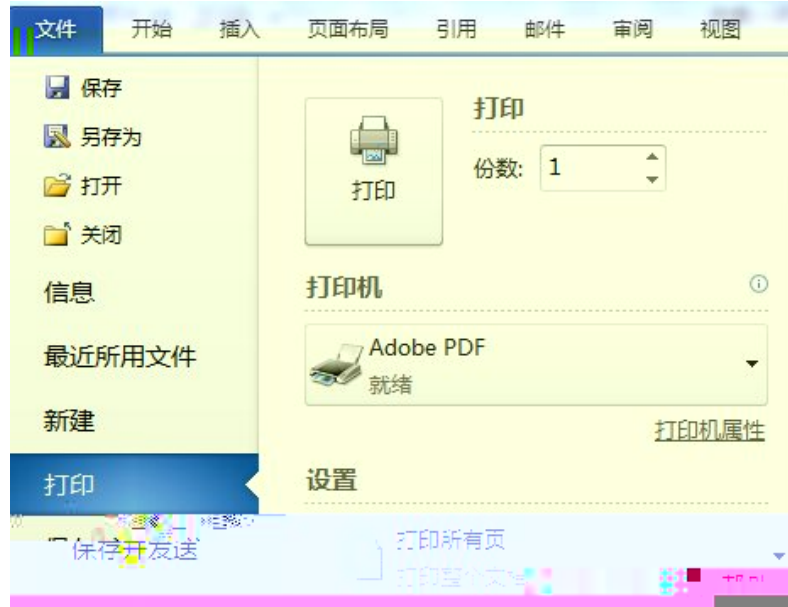 文件 开始 插入 页面布局 引用 邮件 审阅 视图
保存
另存为
打开
关闭
信息
最近所用文件
新建
打印
保存并发送
打印
打印
份数: 1
打印机
Adobe PDF
就绪
打印机属性
设置
打印所有页